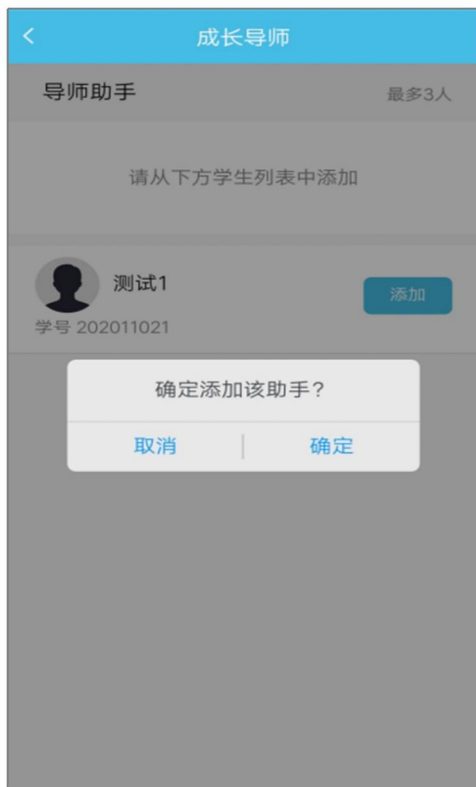 成长导师
导师助手 最多3人
请从下方学生列表中添加
测试1
添加
学号 202011021
确定添加该助手?
取消 确定